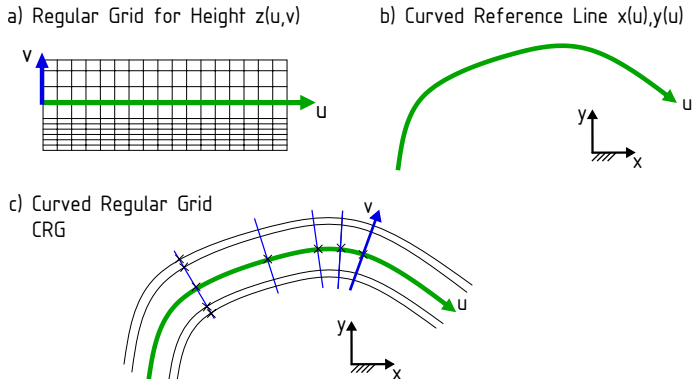 a) Regular Grid for Height z(u,v)
v
u
b) Curved Reference Line x(u),y(u)
u
y
x
c) Curved Regular Grid
CRG
v
u
y
x